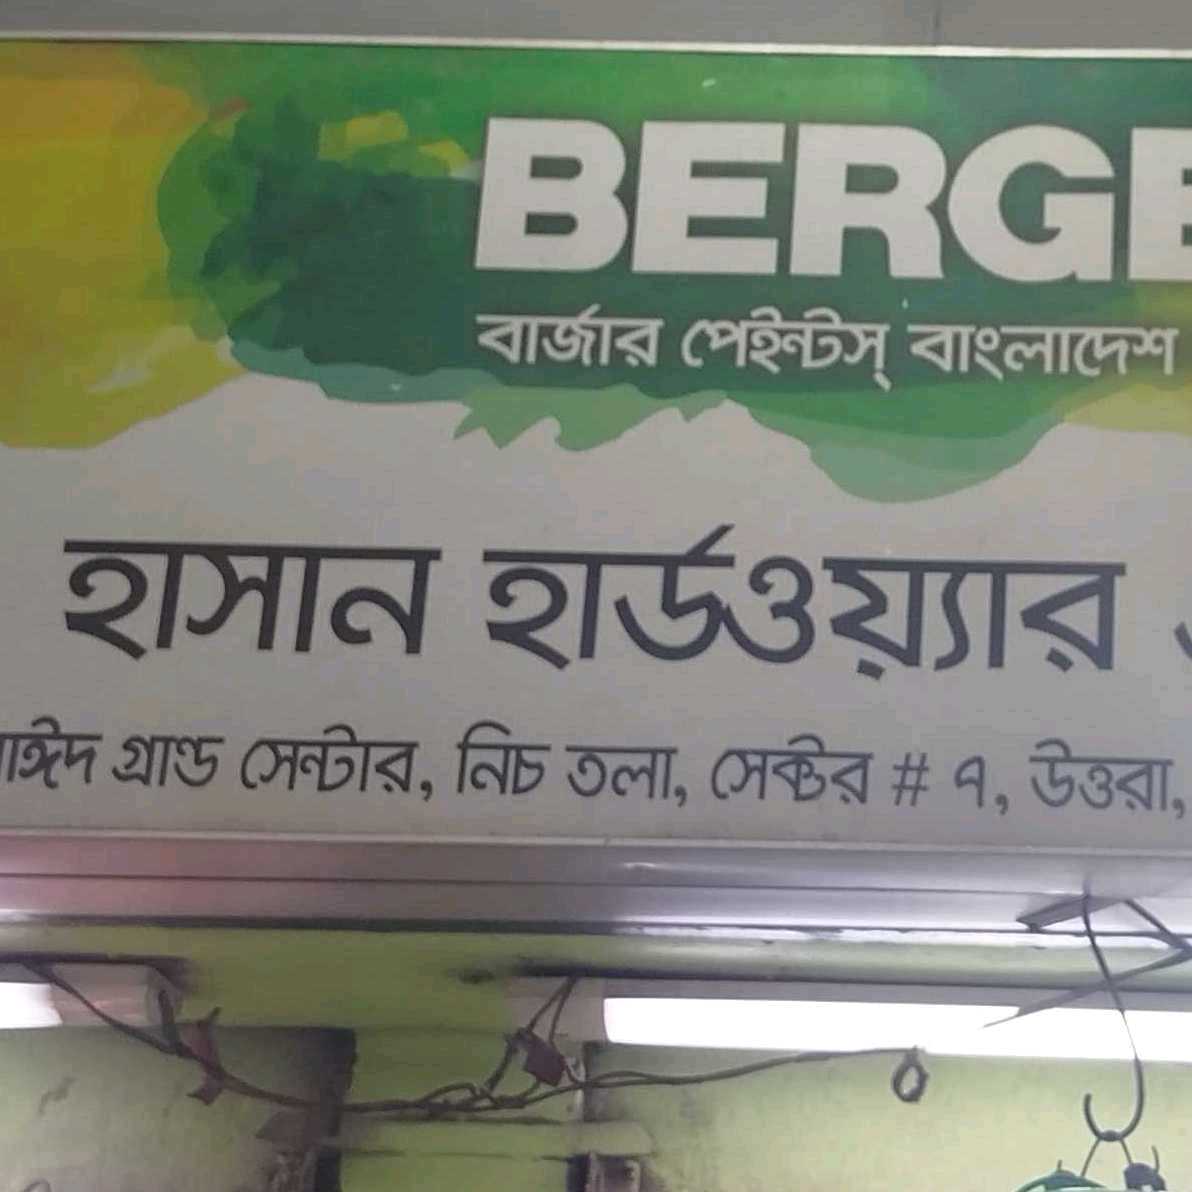 BERGE
বার্জার পেইন্টস্ বাংলাদেশ
হাসান হার্ডওয়্যার
গ্রান্ড সেন্টার, নিচ তলা, সেক্টর # ৭, উত্তরা,